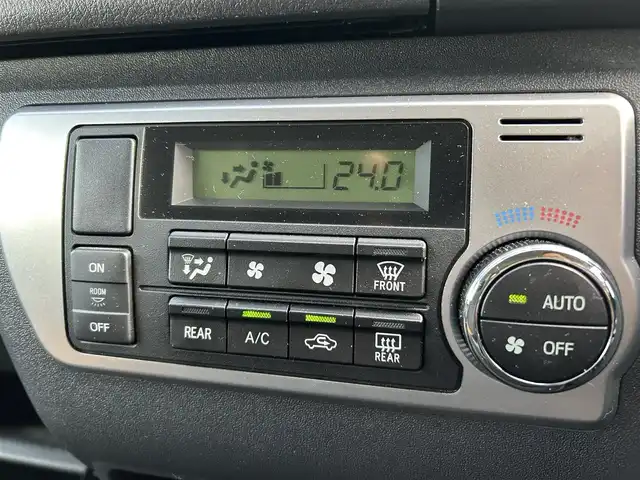 24.0
ON
ROOM
OFF
FRONT
REAR
A/C
REAR
AUTO
OFF